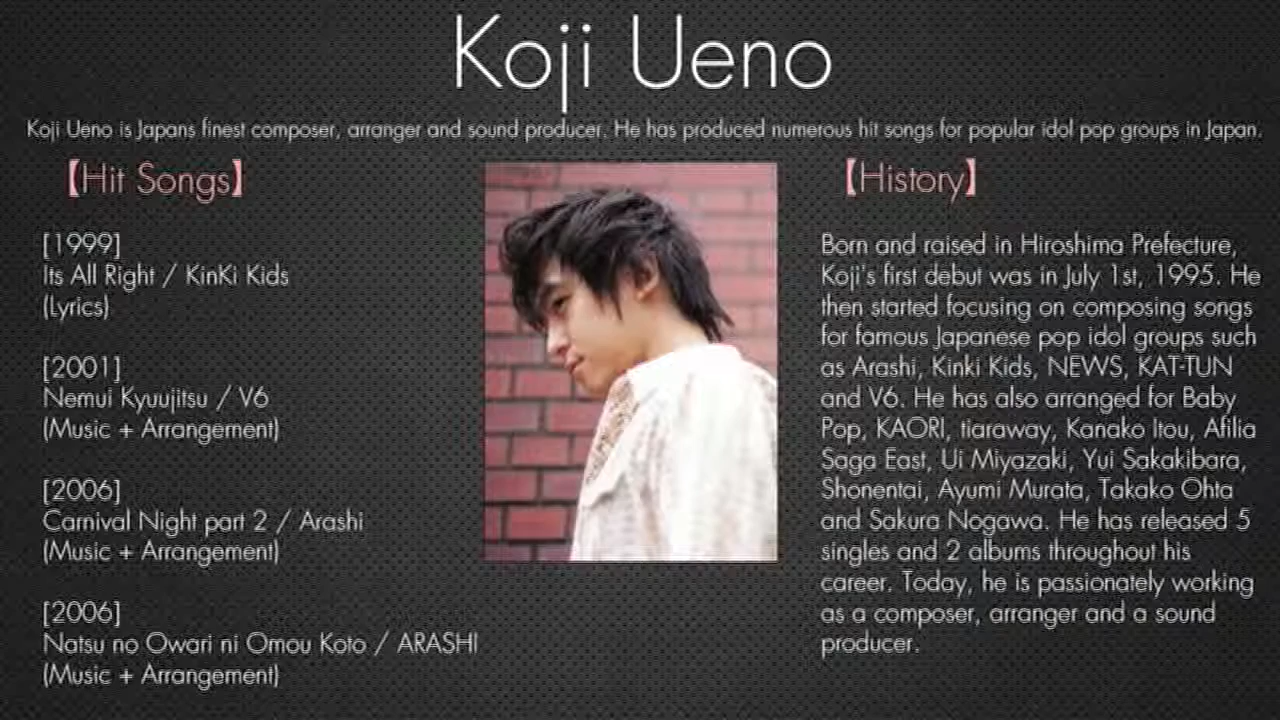 Koji Ueno
Koji Ueno is Japans finest composer, arranger and sound producer. He has produced numerous hit songs for popular idol pop groups in Japan.
【Hit Songs】
[1999]
Its All Right / KinKi Kids
(Lyrics)
[2001]
Nemui Kyuujitsu / V6
(Music + Arrangement)
[2006]
Carnival Night part 2 / Arashi
(Music + Arrangement)
[2006]
Natsu no Owari ni Omou Koto / ARASHI
(Music + Arrangement)
【History】
Born and raised in Hiroshima Prefecture,
Koji's first debut was in July 1st, 1995. He
then started focusing on composing songs
for famous Japanese pop idol groups such
as Arashi, Kinki Kids, NEWS, KAT-TUN
and V6. He has also arranged for Baby
Pop, KAORI, tiaraway, Kanako Itou, Afilia
Saga East, Ui Miyazaki, Yui Sakakibara,
Shonentai, Ayumi Murata, Takako Ohta
and Sakura Nogawa. He has released 5
singles and 2 albums throughout his
career. Today, he is passionately working
as a composer, arranger and a sound
producer.